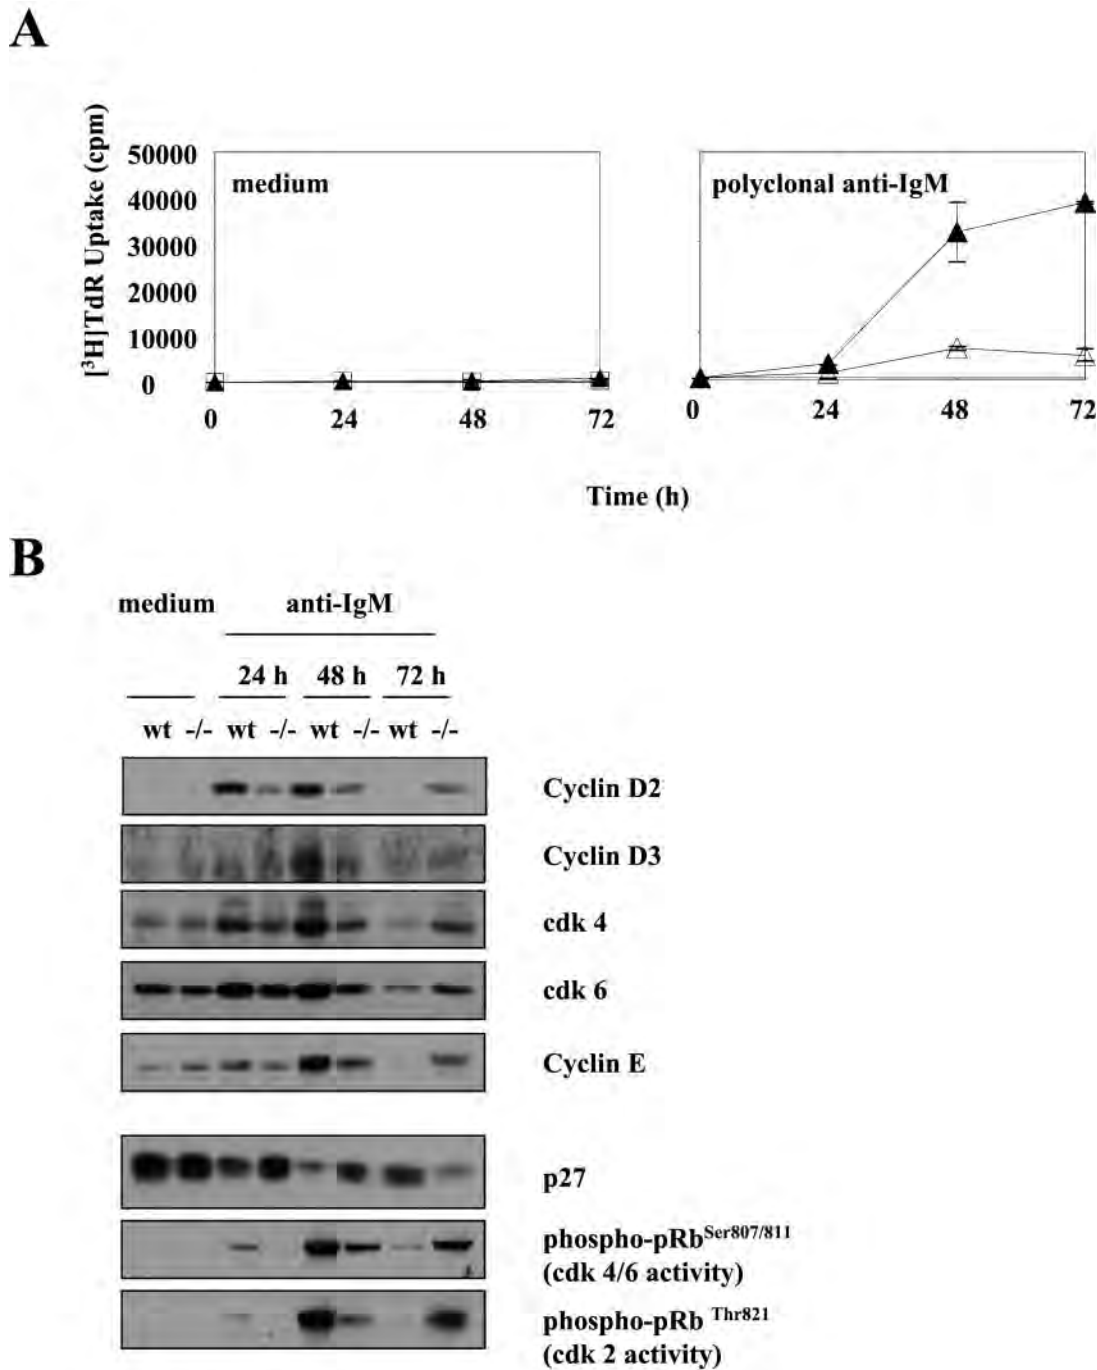 A
[³H]TdR Uptake (cpm)
50000
40000
30000
20000
10000
0
medium
0 24 48 72
polyclonal anti-IgM
0 24 48 72
Time (h)
B
medium anti-IgM
24 h 48 h 72 h
wt -/- wt -/- wt -/- wt -/-
Cyclin D2
Cyclin D3
cdk 4
cdk 6
Cyclin E
p27
phospho-pRb^Ser807/811
(cdk 4/6 activity)
phospho-pRb ^Thr821
(cdk 2 activity)